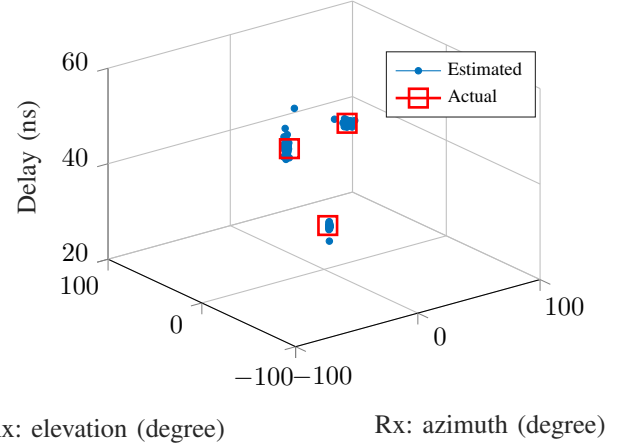 60
Estimated
Actual
Delay (ns)
40
20
100
100
0
0
−100−100
x: elevation (degree)
Rx: azimuth (degree)